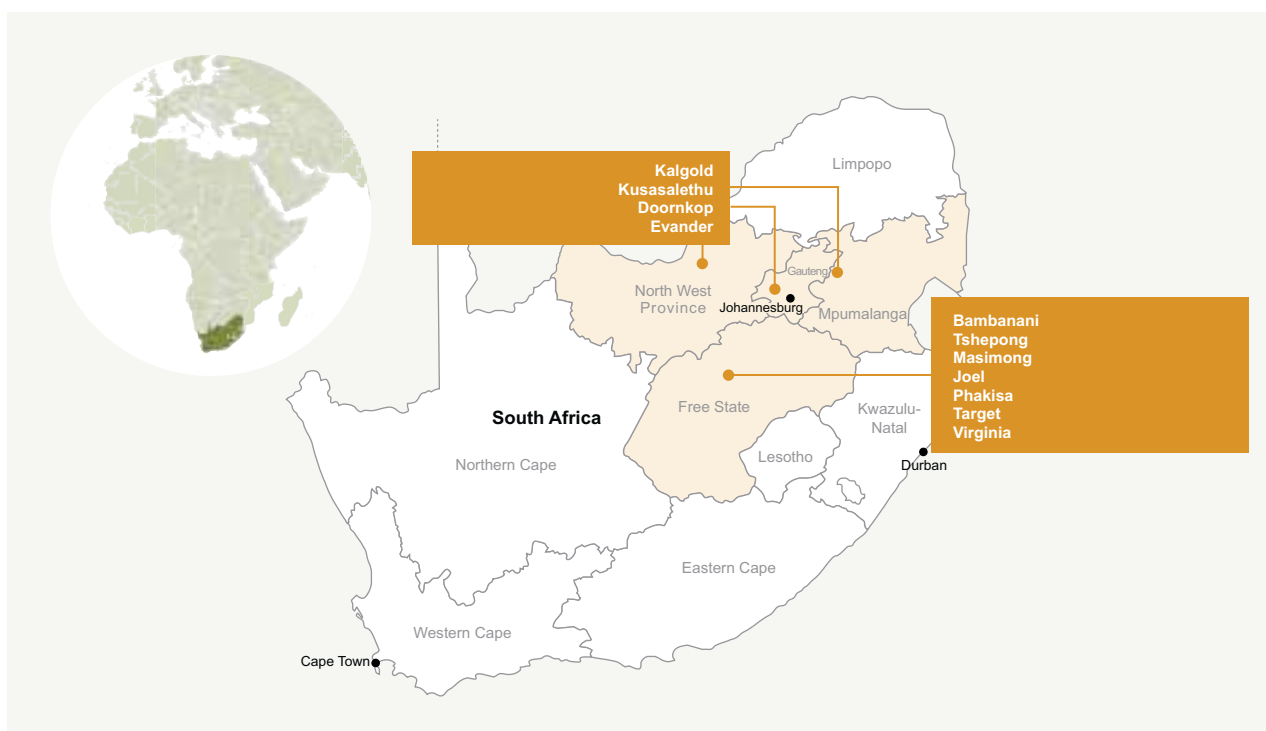 Limpopo
Kalgold
Kusasalethu
Doornkop
Evander
Gauteng
North West
Province
Johannesburg
Mpumalanga
Bambanani
Tshepong
Masimong
Joel
Phakisa
Target
Virginia
Free State
Kwazulu-
Natal
South Africa
Northern Cape
Lesotho
Durban
Eastern Cape
Western Cape
Cape Town